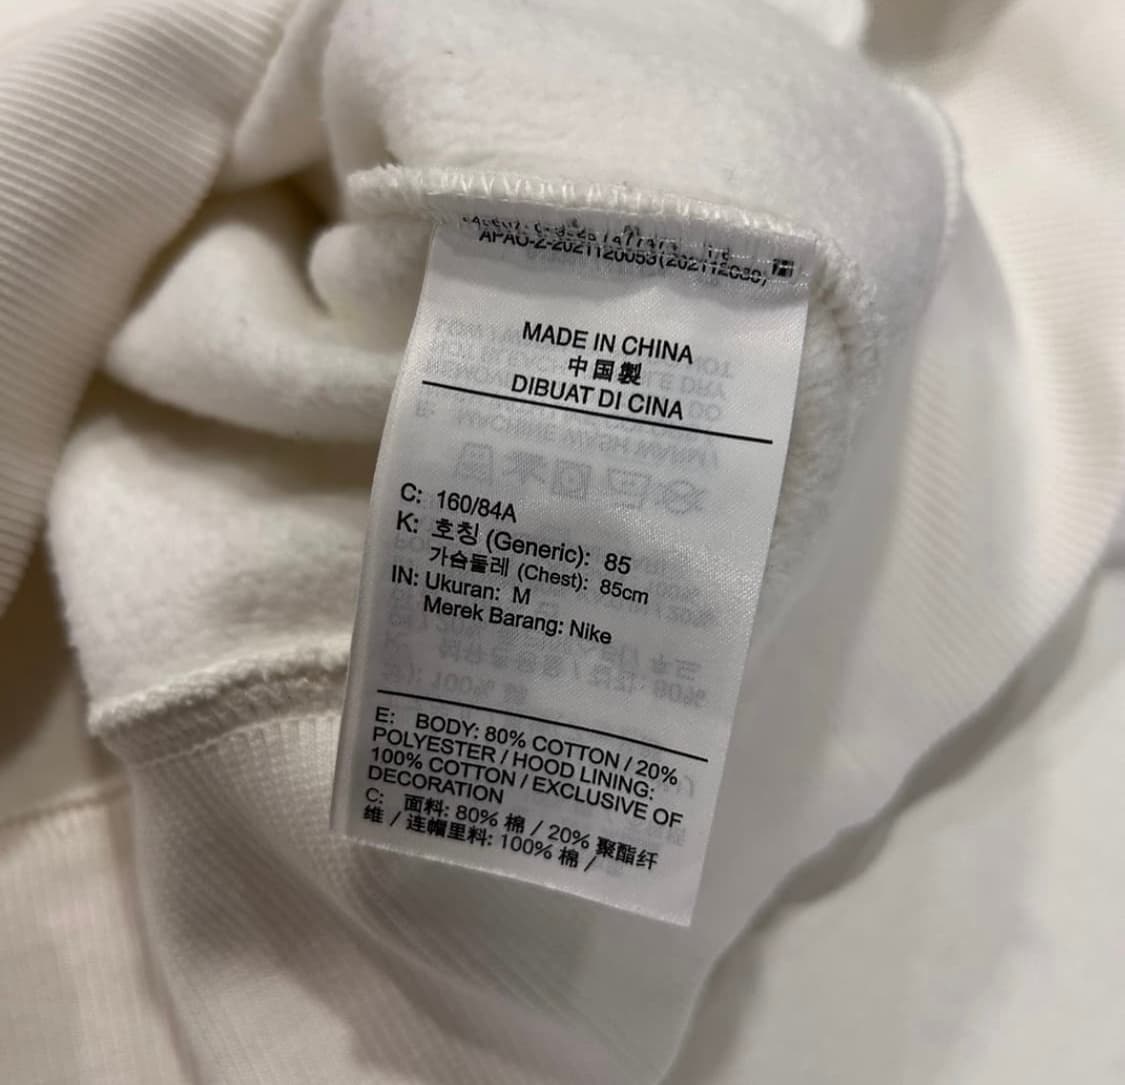 MADE IN CHINA
中国製
DIBUAT DI CINA
C: 160/84A
K: 호칭 (Generic): 85
가슴둘레 (Chest): 85cm
IN: Ukuran: M
Merek Barang: Nike
E: BODY: 80% COTTON / 20%
POLYESTER / HOOD LINING:
100% COTTON / EXCLUSIVE OF
DECORATION
C: 面料: 80% 棉 / 20% 聚酯纤
维 / 连帽里料: 100% 棉 /